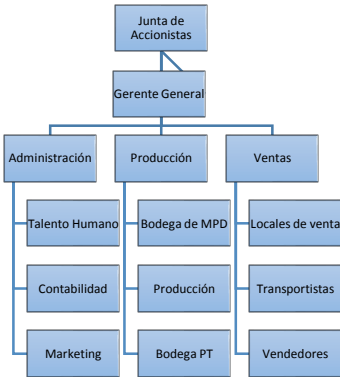 Junta de
Accionistas
Gerente General
Administración
Producción
Ventas
Talento Humano
Bodega de MPD
Locales de venta
Contabilidad
Producción
Transportistas
Marketing
Bodega PT
Vendedores